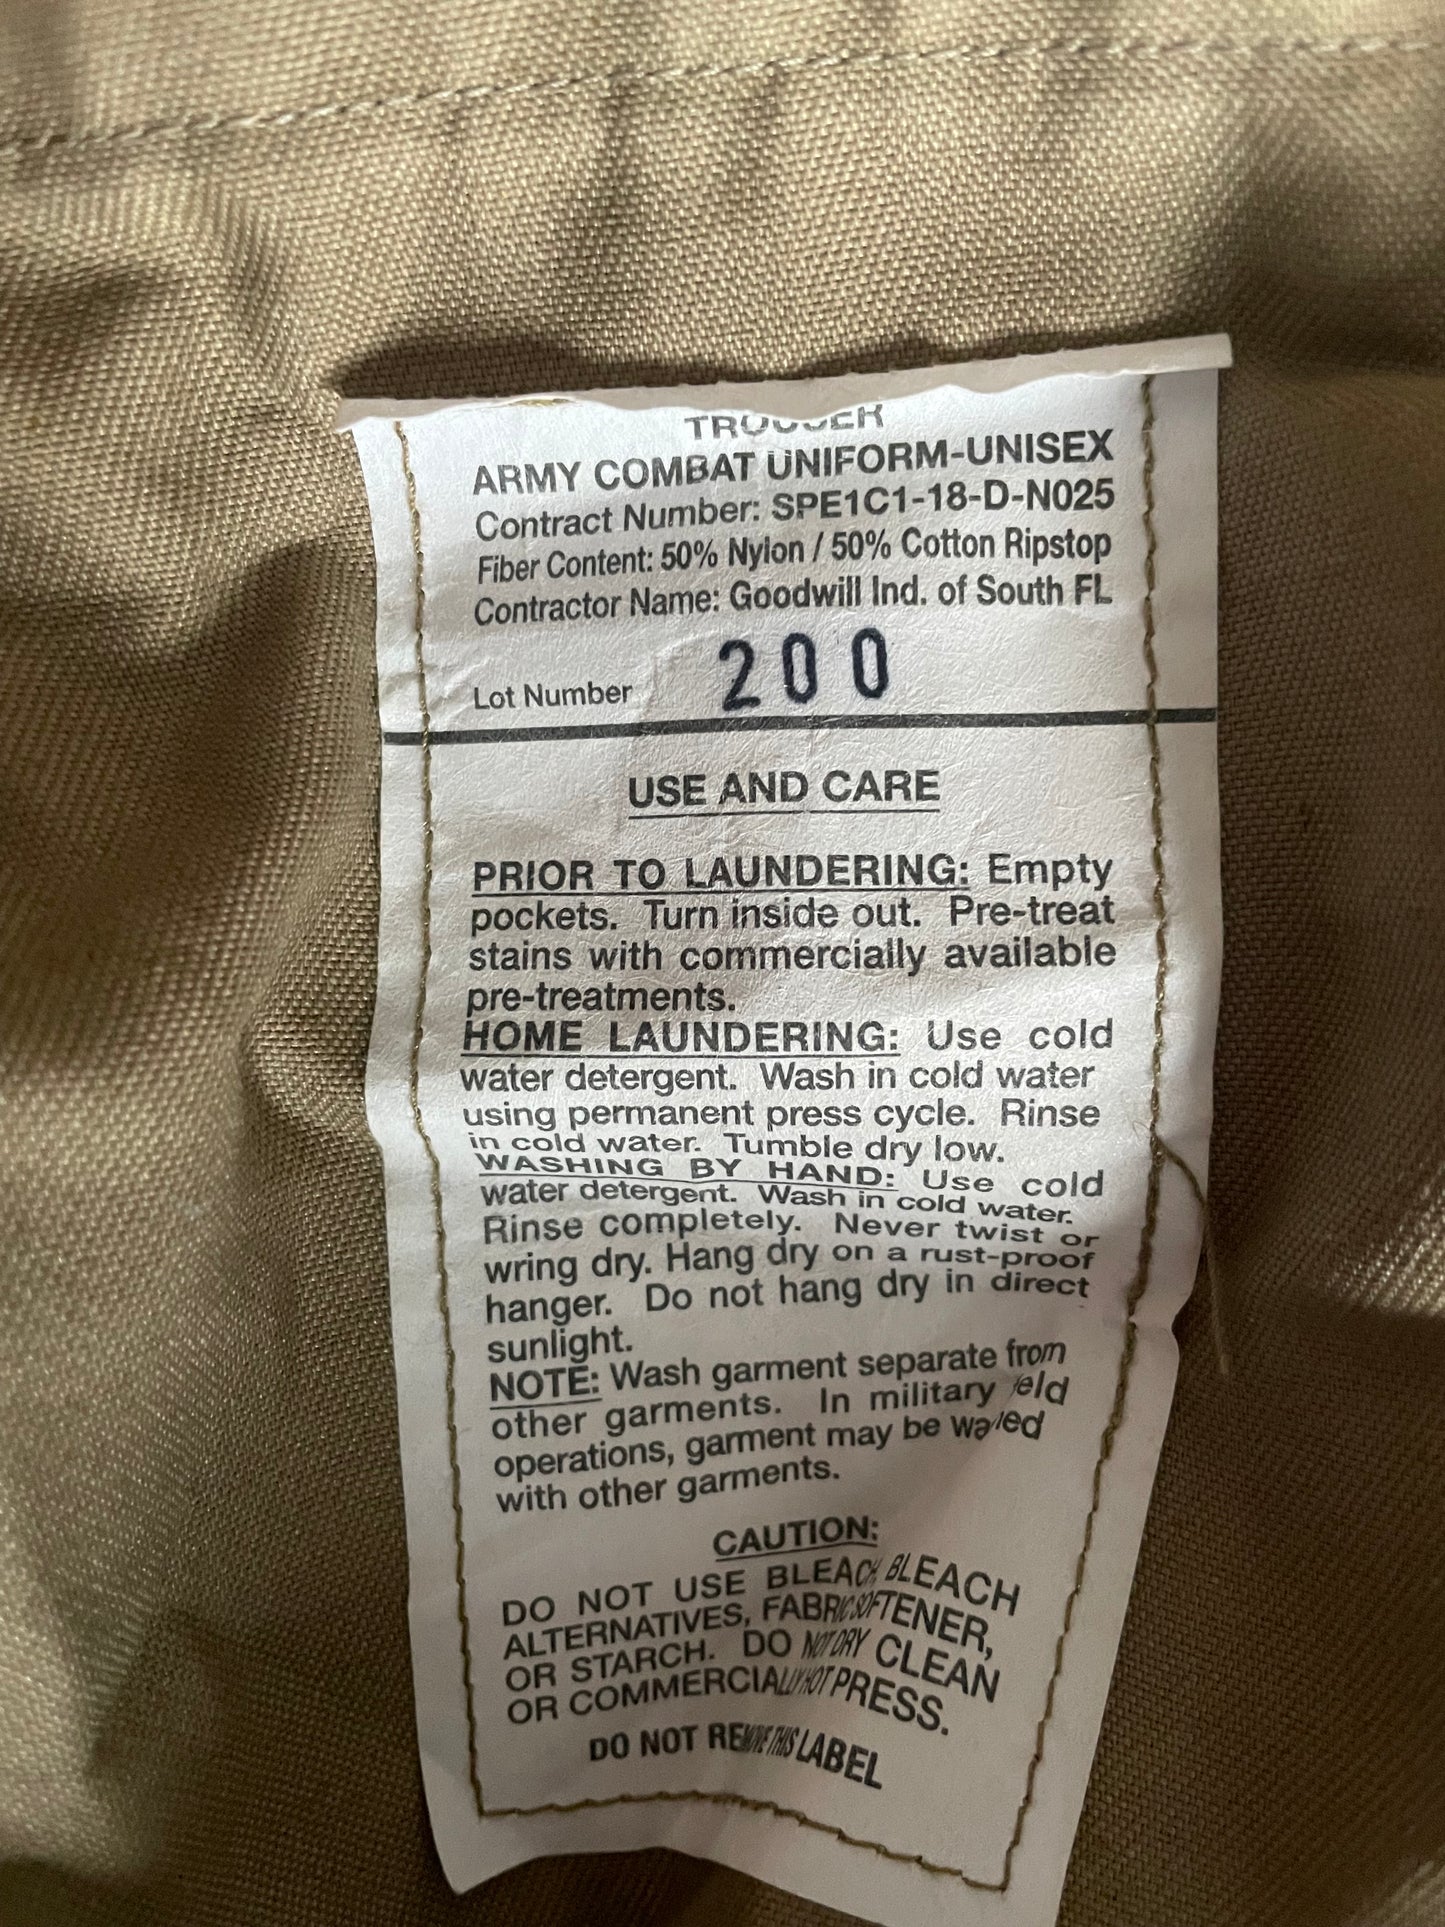 TROUSER
ARMY COMBAT UNIFORM-UNISEX
Contract Number: SPE1C1-18-D-N025
Fiber Content: 50% Nylon / 50% Cotton Ripstop
Contractor Name: Goodwill Ind. of South FL
Lot Number 200
USE AND CARE
PRIOR TO LAUNDERING: Empty
pockets. Turn inside out. Pre-treat
stains with commercially available
pre-treatments.
HOME LAUNDERING: Use cold
water detergent. Wash in cold water
using permanent press cycle. Rinse
in cold water. Tumble dry low.
WASHING BY HAND: Use cold
water detergent. Wash in cold water.
Rinse completely. Never twist or
wring dry. Hang dry on a rust-proof
hanger. Do not hang dry in direct
sunlight.
NOTE: Wash garment separate from
other garments. In military
operations, garment may be
with other garments.
CAUTION:
DO NOT USE BLEACH, BLEACH
ALTERNATIVES, FABRIC SOFTENER,
OR STARCH. DO NOT DRY CLEAN
OR COMMERCIALLY HOT PRESS.
DO NOT REMOVE THIS LABEL